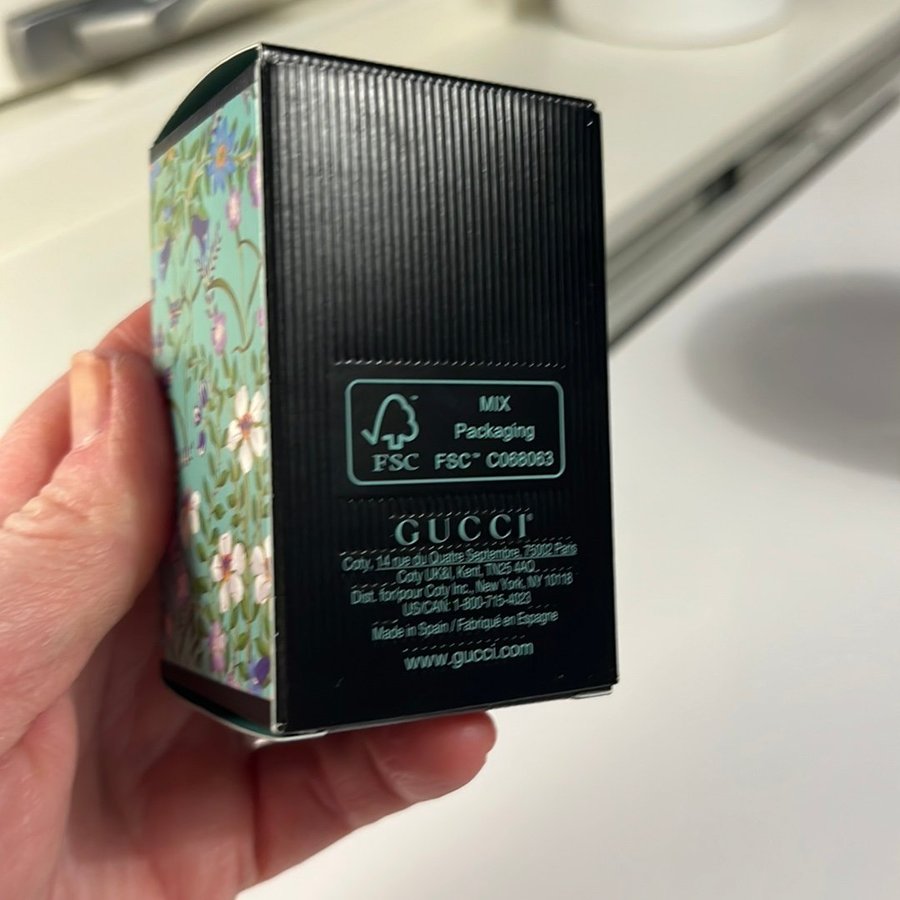 MIX
Packaging
FSC™ FSC™ C068063
GUCCI®
Coty, 14 rue du Quatre Septembre, 75002 Paris
Coty UK&I, Kent. TN25 4AQ
Dist. for/pour Coty Inc., New York, NY 10118
US/CAN: 1-800-715-4023
Made in Spain / Fabriqué en Espagne
www.gucci.com